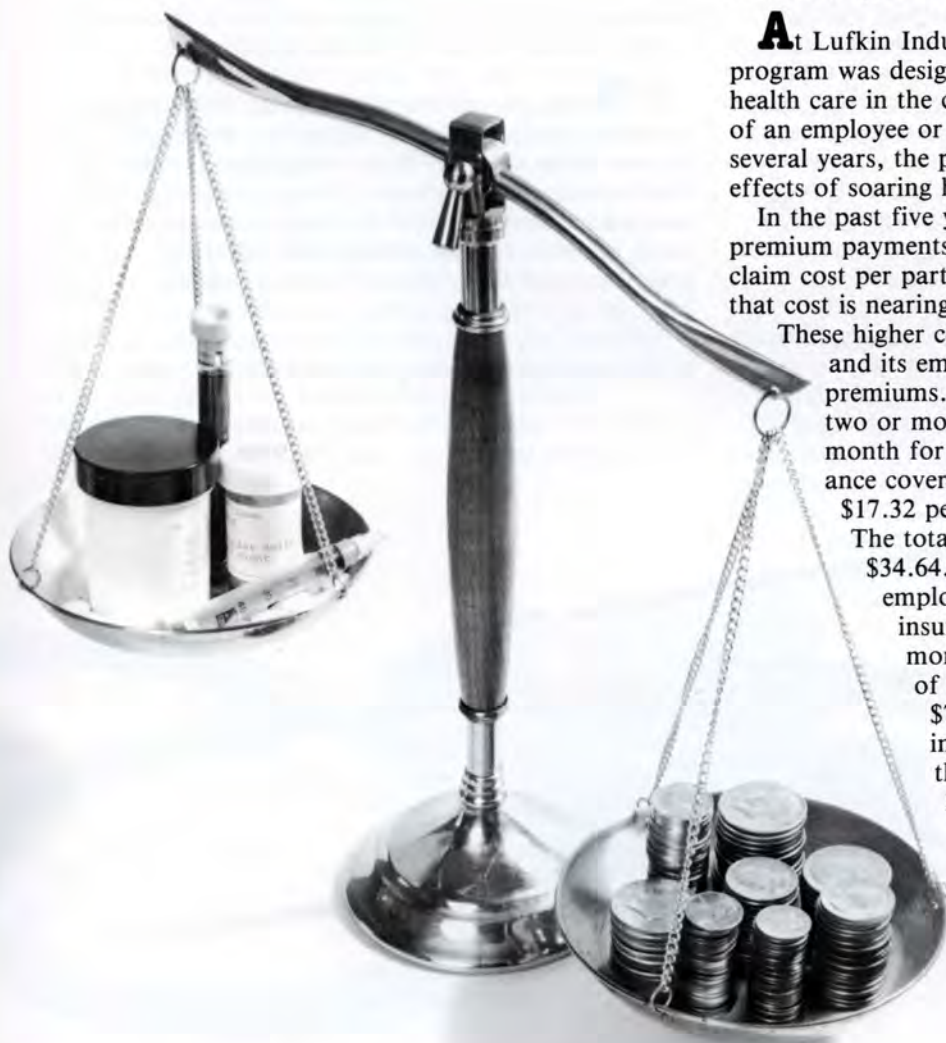 At Lufkin Indu
program was desig
health care in the c
of an employee or
several years, the p
effects of soaring h
In the past five y
premium payments
claim cost per part
that cost is nearing
These higher c
and its em
premiums.
two or mo
month for
ance cover
$17.32 pe
The tota
$34.64.
emplo
insu
mon
of
$7
in
th